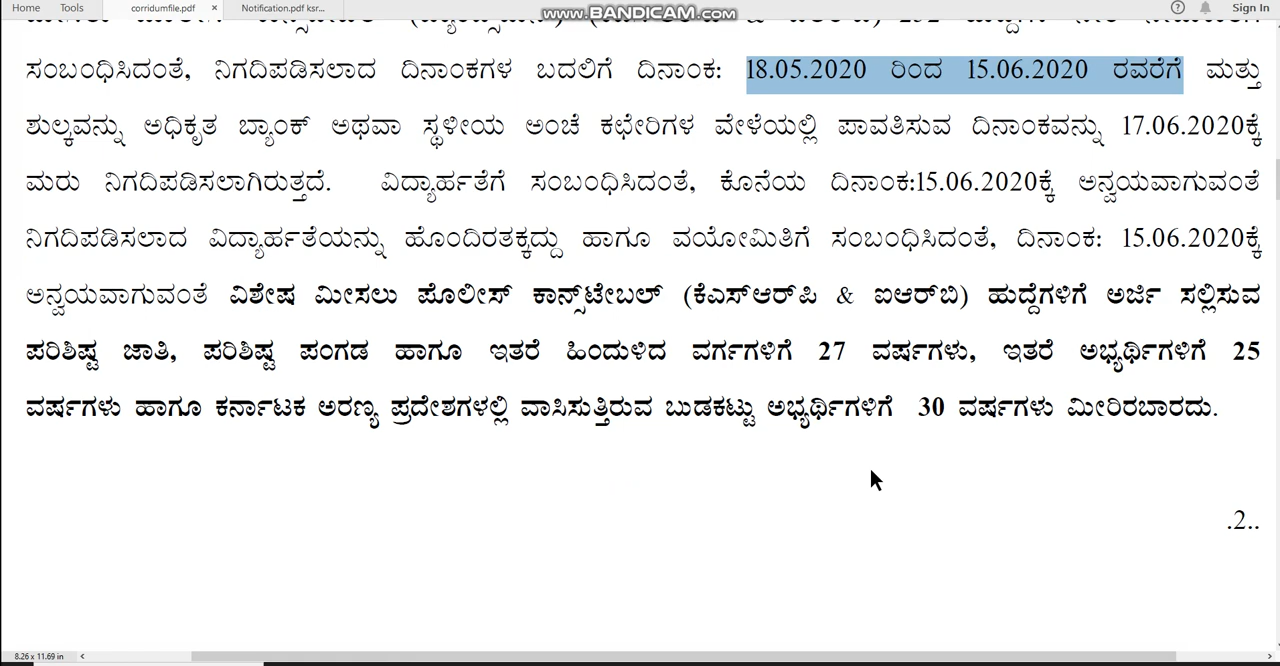 Home Tools corridumfile.pdf × Notification.pdf ksr... www.BANDICAM.com Sign In
ಸಂಬಂಧಿಸಿದಂತೆ, ನಿಗದಿಪಡಿಸಲಾದ ದಿನಾಂಕಗಳ ಬದಲಿಗೆ ದಿನಾಂಕ: 18.05.2020 ರಿಂದ 15.06.2020 ರವರೆಗೆ ಮತ್ತು
ಶುಲ್ಕವನ್ನು ಅಧಿಕೃತ ಬ್ಯಾಂಕ್ ಅಥವಾ ಸ್ಥಳೀಯ ಅಂಚೆ ಕಛೇರಿಗಳ ವೇಳೆಯಲ್ಲಿ ಪಾವತಿಸುವ ದಿನಾಂಕವನ್ನು 17.06.2020ಕ್ಕೆ
ಮರು ನಿಗದಿಪಡಿಸಲಾಗಿರುತ್ತದೆ. ವಿದ್ಯಾರ್ಹತೆಗೆ ಸಂಬಂಧಿಸಿದಂತೆ, ಕೊನೆಯ ದಿನಾಂಕ:15.06.2020ಕ್ಕೆ ಅನ್ವಯವಾಗುವಂತೆ
ನಿಗದಿಪಡಿಸಲಾದ ವಿದ್ಯಾರ್ಹತೆಯನ್ನು ಹೊಂದಿರತಕ್ಕದ್ದು ಹಾಗೂ ವಯೋಮಿತಿಗೆ ಸಂಬಂಧಿಸಿದಂತೆ, ದಿನಾಂಕ: 15.06.2020ಕ್ಕೆ
ಅನ್ವಯವಾಗುವಂತೆ ವಿಶೇಷ ಮೀಸಲು ಪೊಲೀಸ್ ಕಾನ್ಸ್‌ಟೇಬಲ್ (ಕೆಎಸ್‌ಆರ್‌ಪಿ & ಐಆರ್‌ಬಿ) ಹುದ್ದೆಗಳಿಗೆ ಅರ್ಜಿ ಸಲ್ಲಿಸುವ
ಪರಿಶಿಷ್ಟ ಜಾತಿ, ಪರಿಶಿಷ್ಟ ಪಂಗಡ ಹಾಗೂ ಇತರೆ ಹಿಂದುಳಿದ ವರ್ಗಗಳಿಗೆ 27 ವರ್ಷಗಳು, ಇತರೆ ಅಭ್ಯರ್ಥಿಗಳಿಗೆ 25
ವರ್ಷಗಳು ಹಾಗೂ ಕರ್ನಾಟಕ ಅರಣ್ಯ ಪ್ರದೇಶಗಳಲ್ಲಿ ವಾಸಿಸುತ್ತಿರುವ ಬುಡಕಟ್ಟು ಅಭ್ಯರ್ಥಿಗಳಿಗೆ 30 ವರ್ಷಗಳು ಮೀರಿರಬಾರದು.
.2..
8.26 x 11.69 in